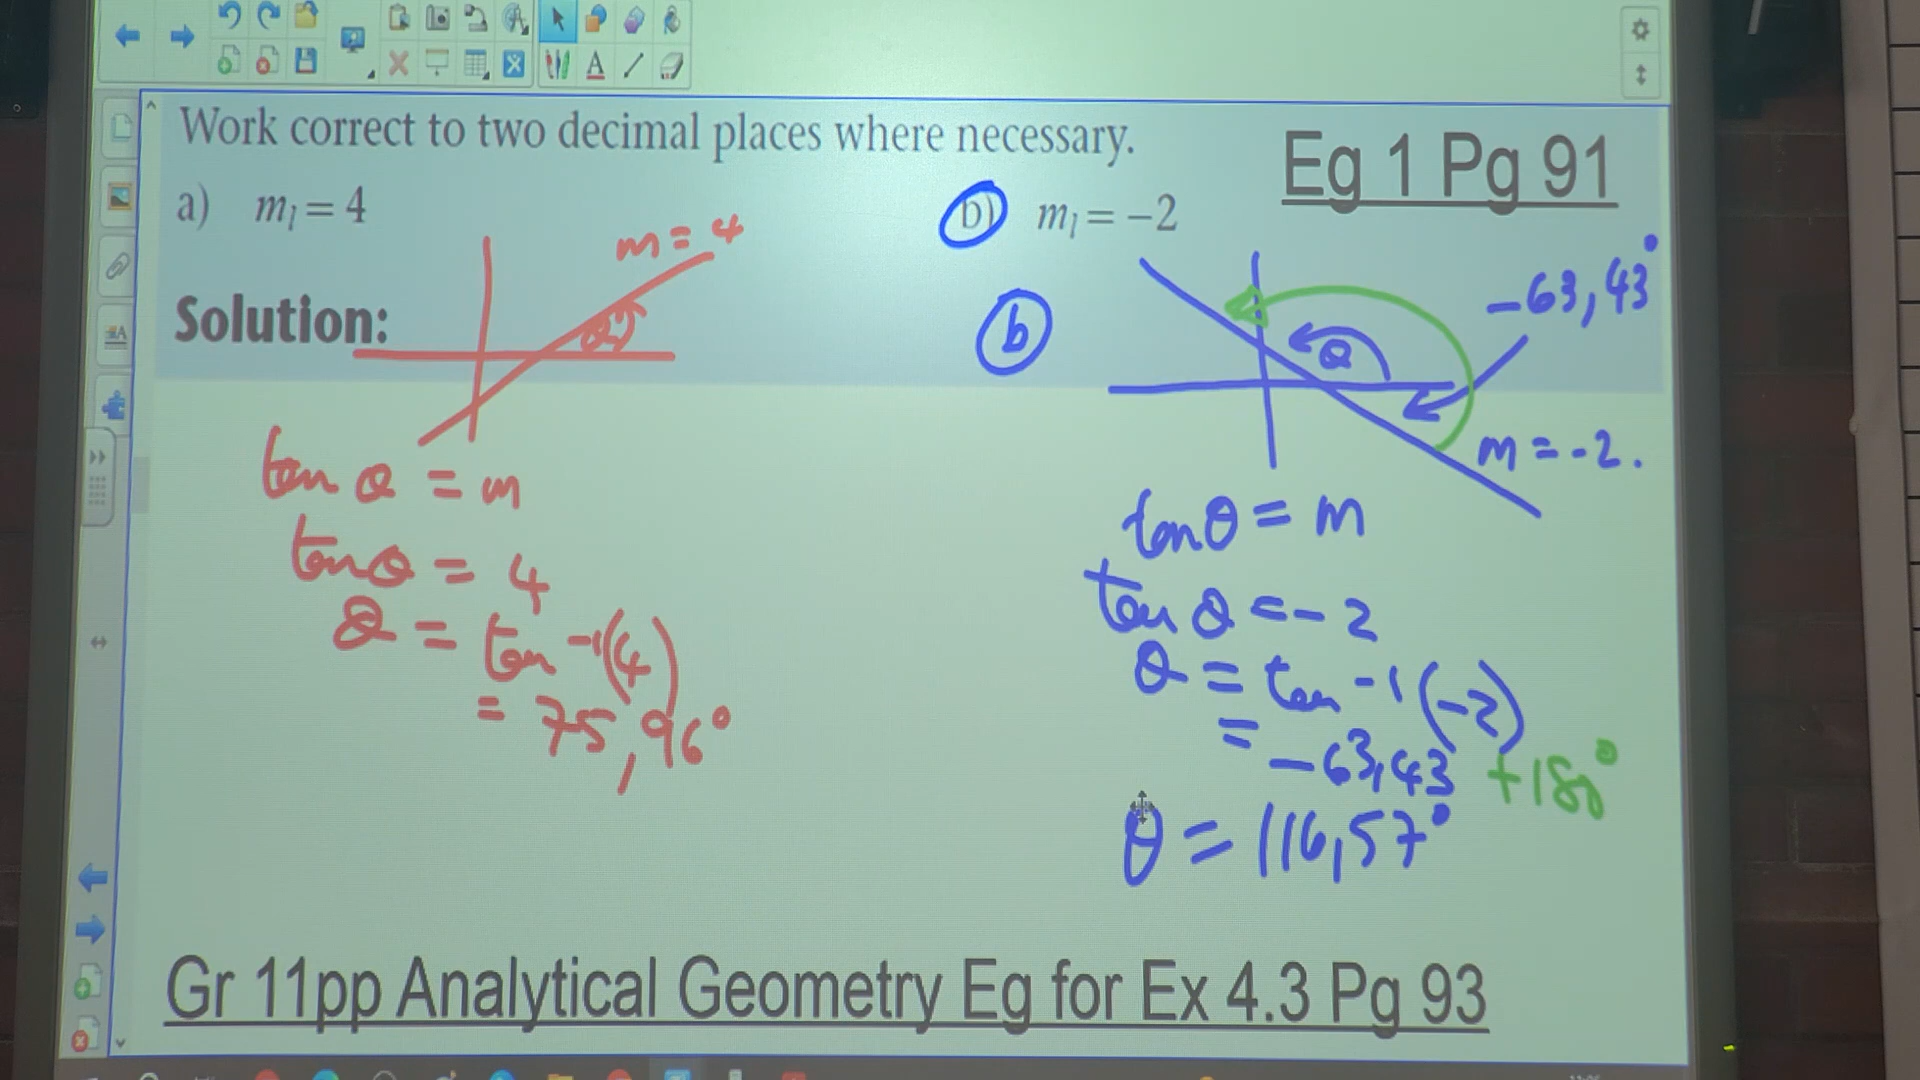 Work correct to two decimal places where necessary.
Eg 1 Pg 91
a) m_l = 4
b) m_l = −2
m = 4
Solution:
θ
tan θ = m
tan θ = 4
θ = tan⁻¹(4)
= 75,96°
b
θ
-63,43°
m = -2.
tan θ = m
tan θ = -2
θ = tan⁻¹(-2)
= -63,43 +180°
θ = 116,57°
Gr 11pp Analytical Geometry Eg for Ex 4.3 Pg 93